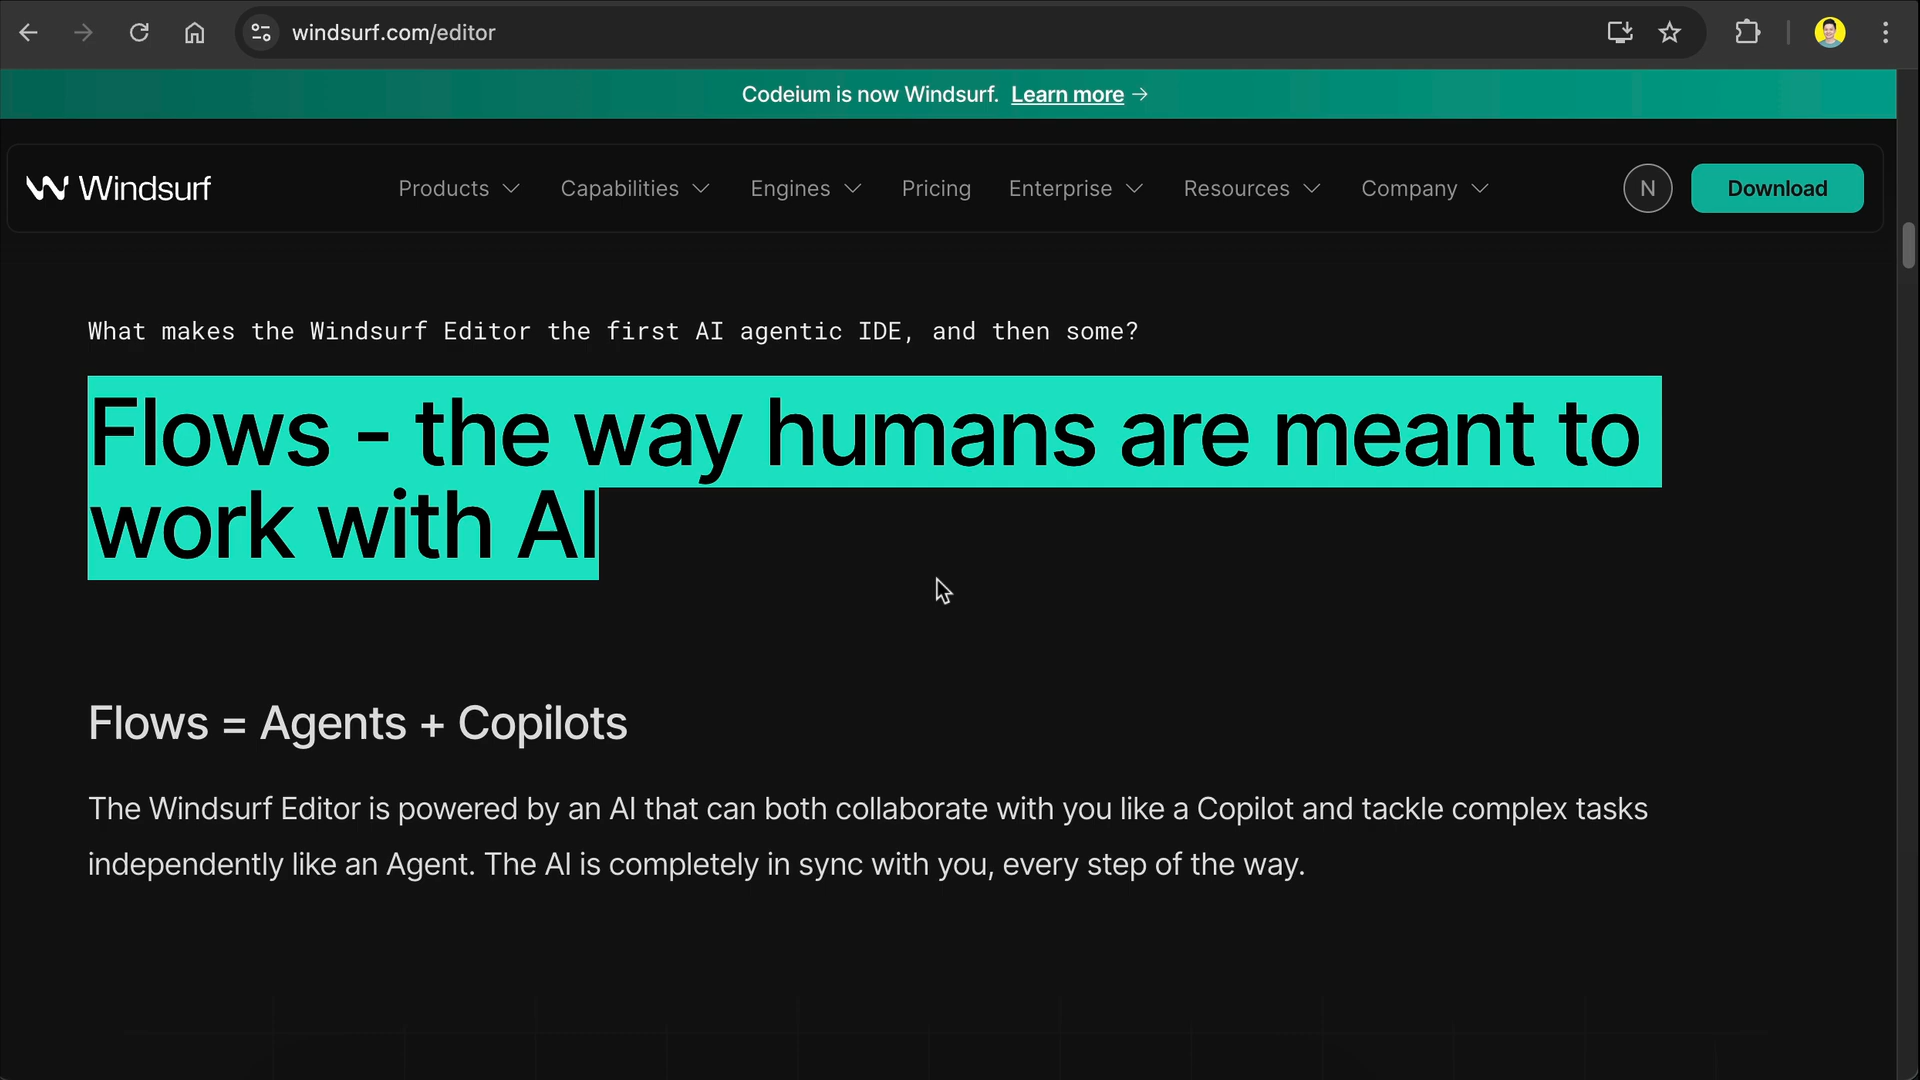 windsurf.com/editor
Codeium is now Windsurf. Learn more →
Windsurf Products Capabilities Engines Pricing Enterprise Resources Company N Download
What makes the Windsurf Editor the first AI agentic IDE, and then some?
Flows - the way humans are meant to
work with AI
Flows = Agents + Copilots
The Windsurf Editor is powered by an AI that can both collaborate with you like a Copilot and tackle complex tasks
independently like an Agent. The AI is completely in sync with you, every step of the way.